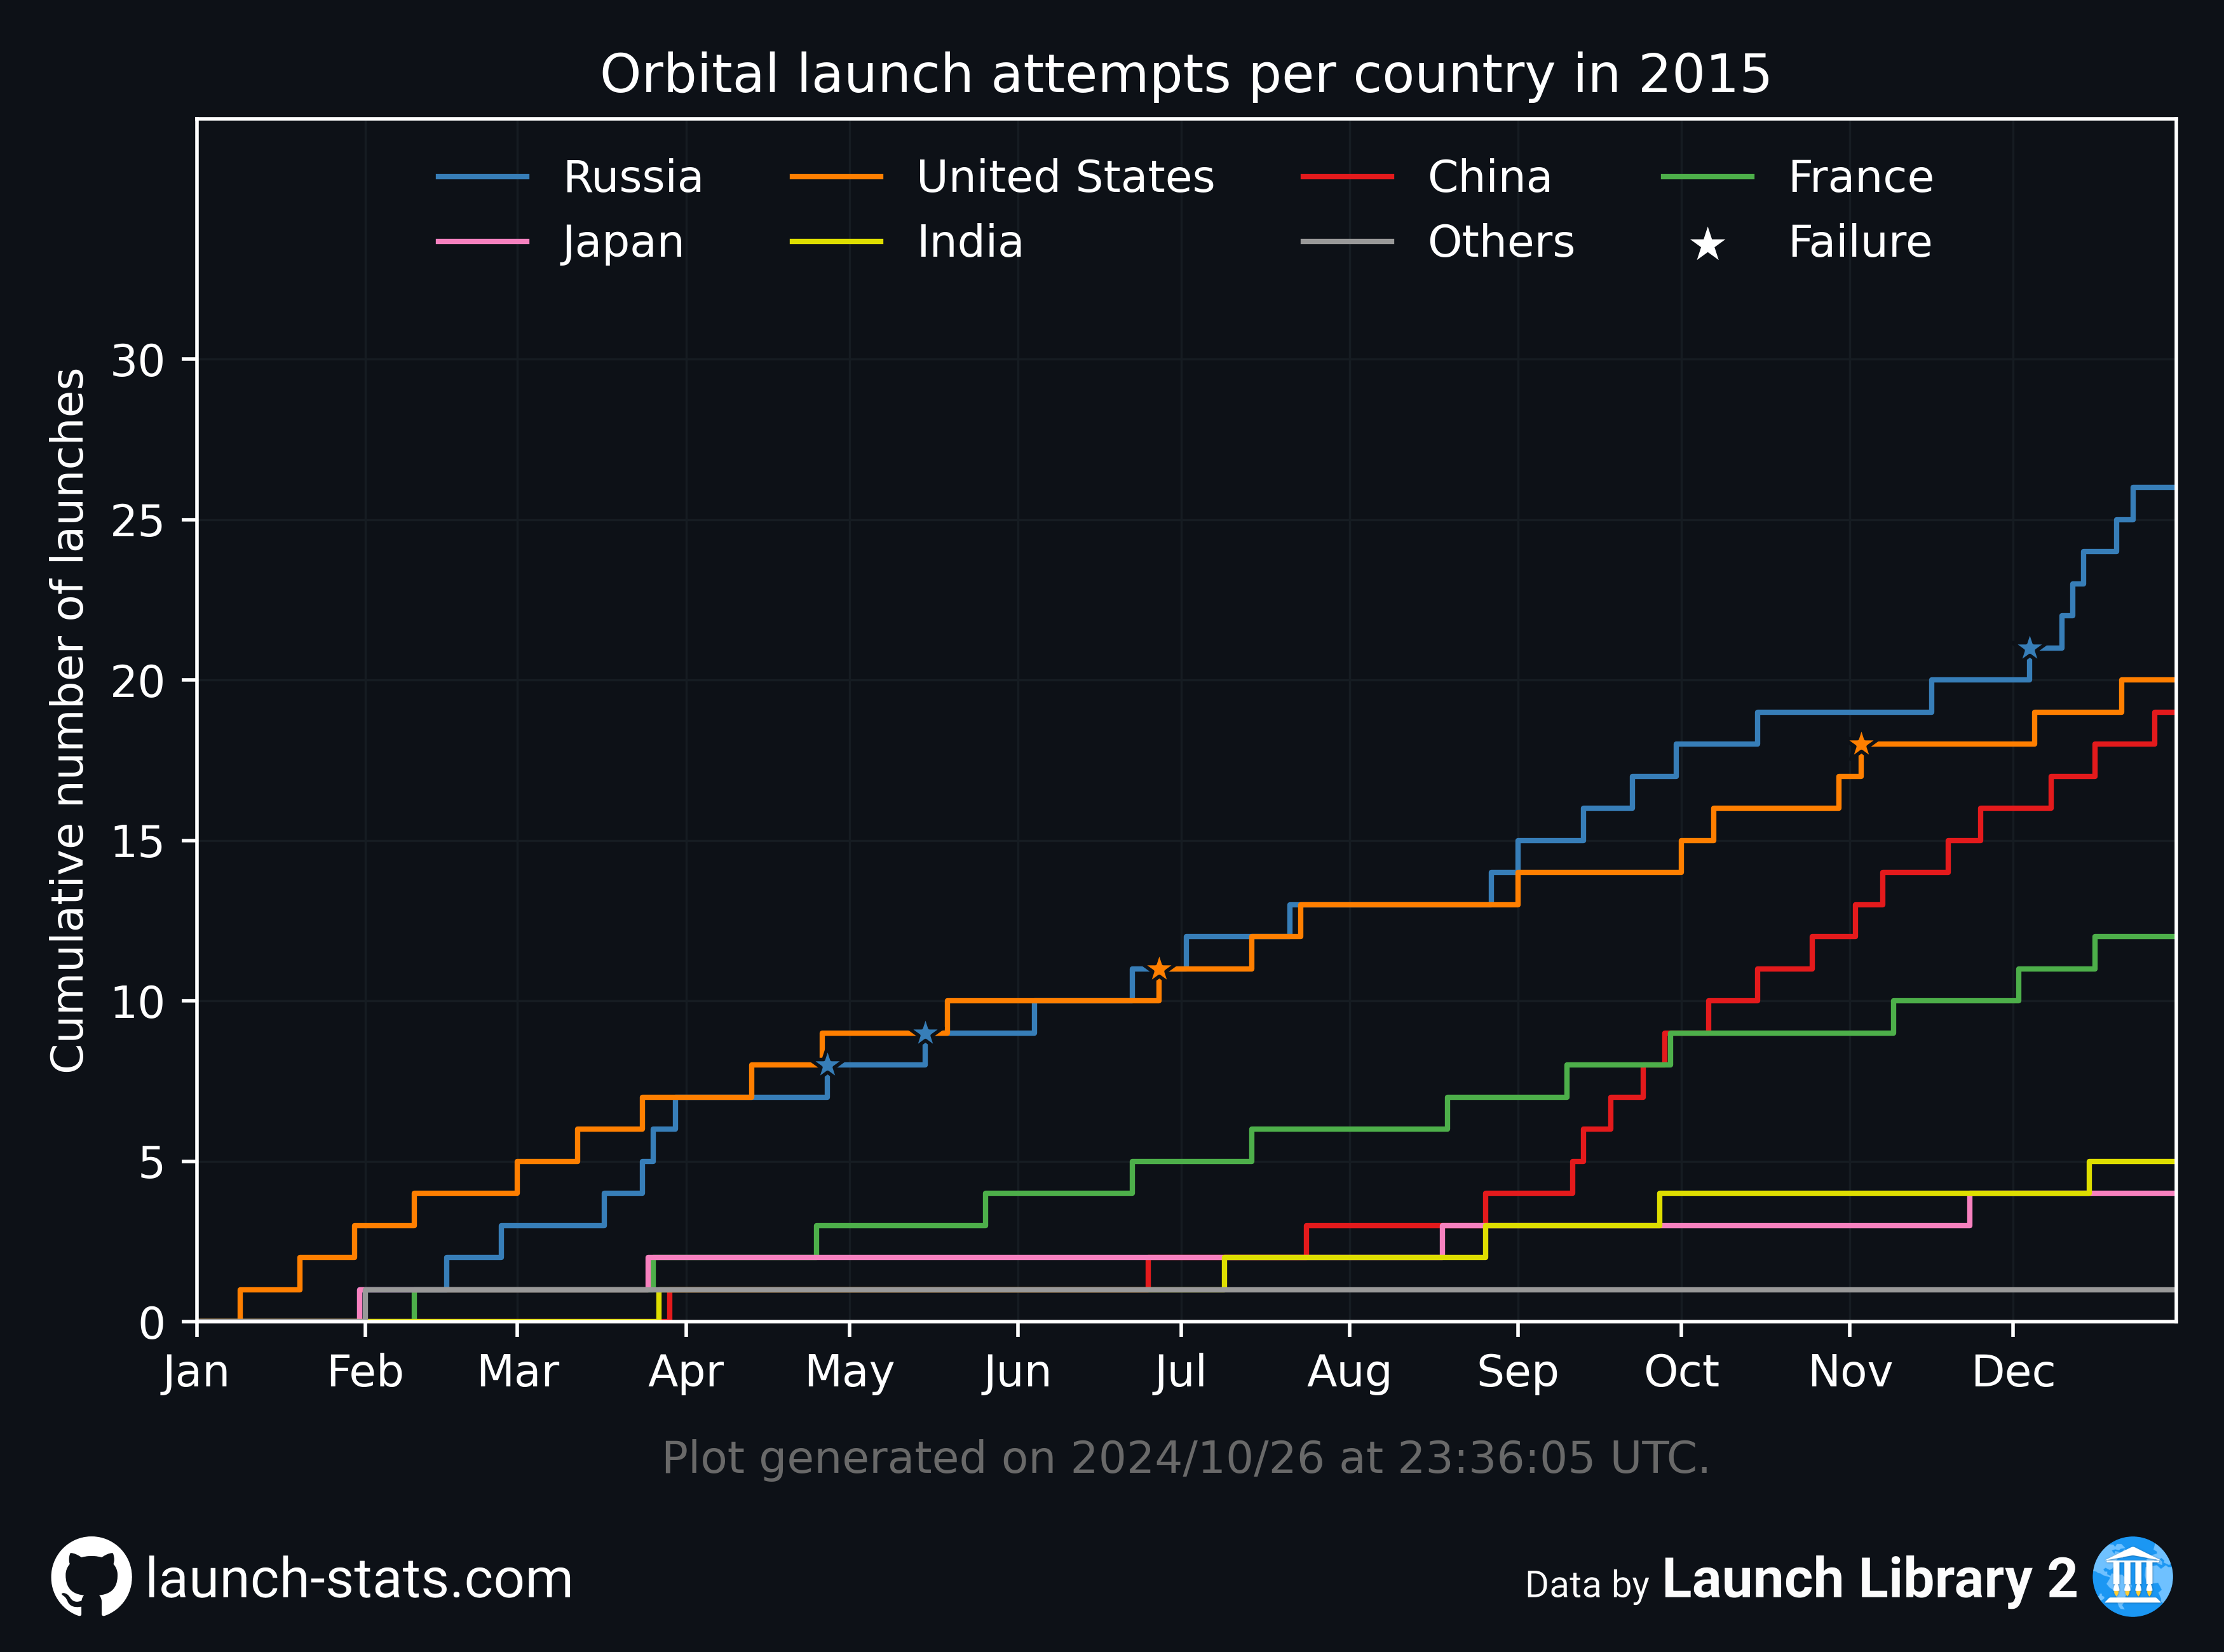 Orbital launch attempts per country in 2015
Russia United States China France
Japan India Others Failure
Cumulative number of launches
30
25
20
15
10
5
0
Jan Feb Mar Apr May Jun Jul Aug Sep Oct Nov Dec
Plot generated on 2024/10/26 at 23:36:05 UTC.
launch-stats.com
Data by Launch Library 2